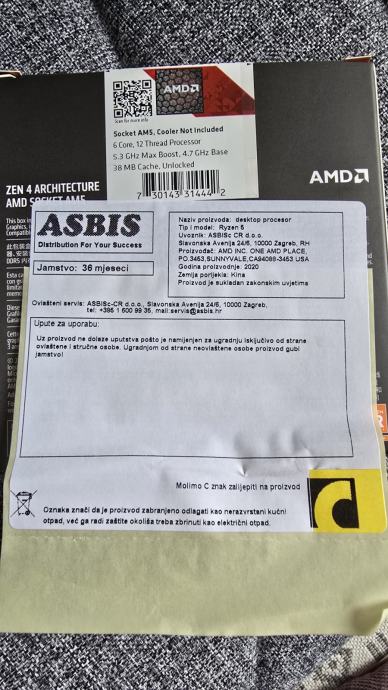 Scan for more info
AMD
Socket AM5, Cooler Not Included
6 Core, 12 Thread Processor
5.3 GHz Max Boost, 4.7 GHz Base
38 MB Cache, Unlocked
7 30143 31444 2
AMD
ZEN 4 ARCHITECTURE
AMD SOCKET AM5
ASBIS
Distribution For Your Success
Jamstvo: 36 mjeseci
Naziv proizvoda: desktop procesor
Tip i model: Ryzen 5
Uvoznik: ASBISc CR d.o.o.
Slavonska Avenija 24/6, 10000 Zagreb, RH
Proizvođač: AMD INC. ONE AMD PLACE,
PO.3453,SUNNYVALE,CA94088-3453 USA
Godina proizvodnje: 2020
Zemlja porijekla: Kina
Proizvod je sukladan zakonskim uvjetima
Ovlašteni servis: ASBISc-CR d.o.o., Slavonska Avenija 24/6, 10000 Zagreb,
tel: +385 1 600 99 35, mail:servis@asbis.hr
Upute za uporabu:
Uz proizvod ne dolaze uputstva pošto je namijenjen za ugradnju isključivo od strane
ovlaštene i stručne osobe. Ugradnjom od strane neovlaštene osobe proizvod gubi
jamstvo!
Molimo C znak zalijepiti na proizvod
C
Oznaka znači da je proizvod zabranjeno odlagati kao nerazvrstani kućni
otpad, već ga radi zaštite okoliša treba zbrinuti kao električni otpad.